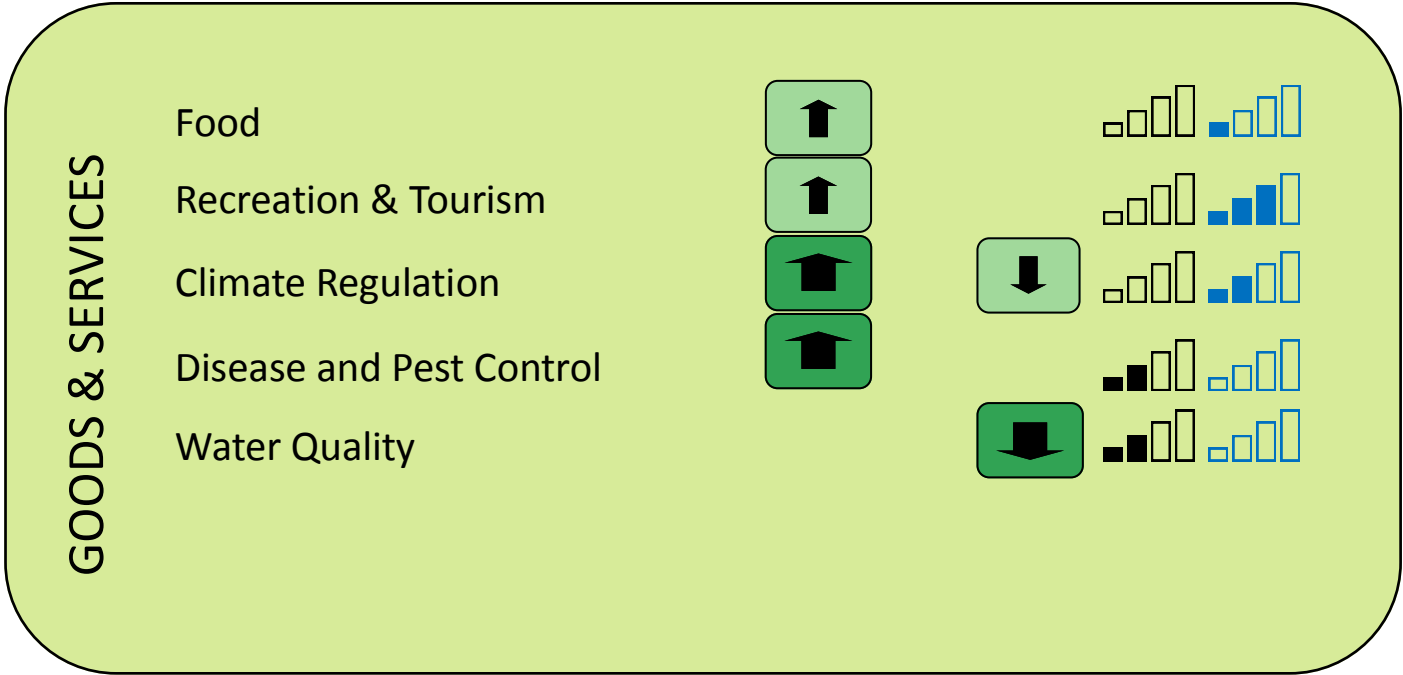 GOODS & SERVICES
Food
Recreation & Tourism
Climate Regulation
Disease and Pest Control
Water Quality